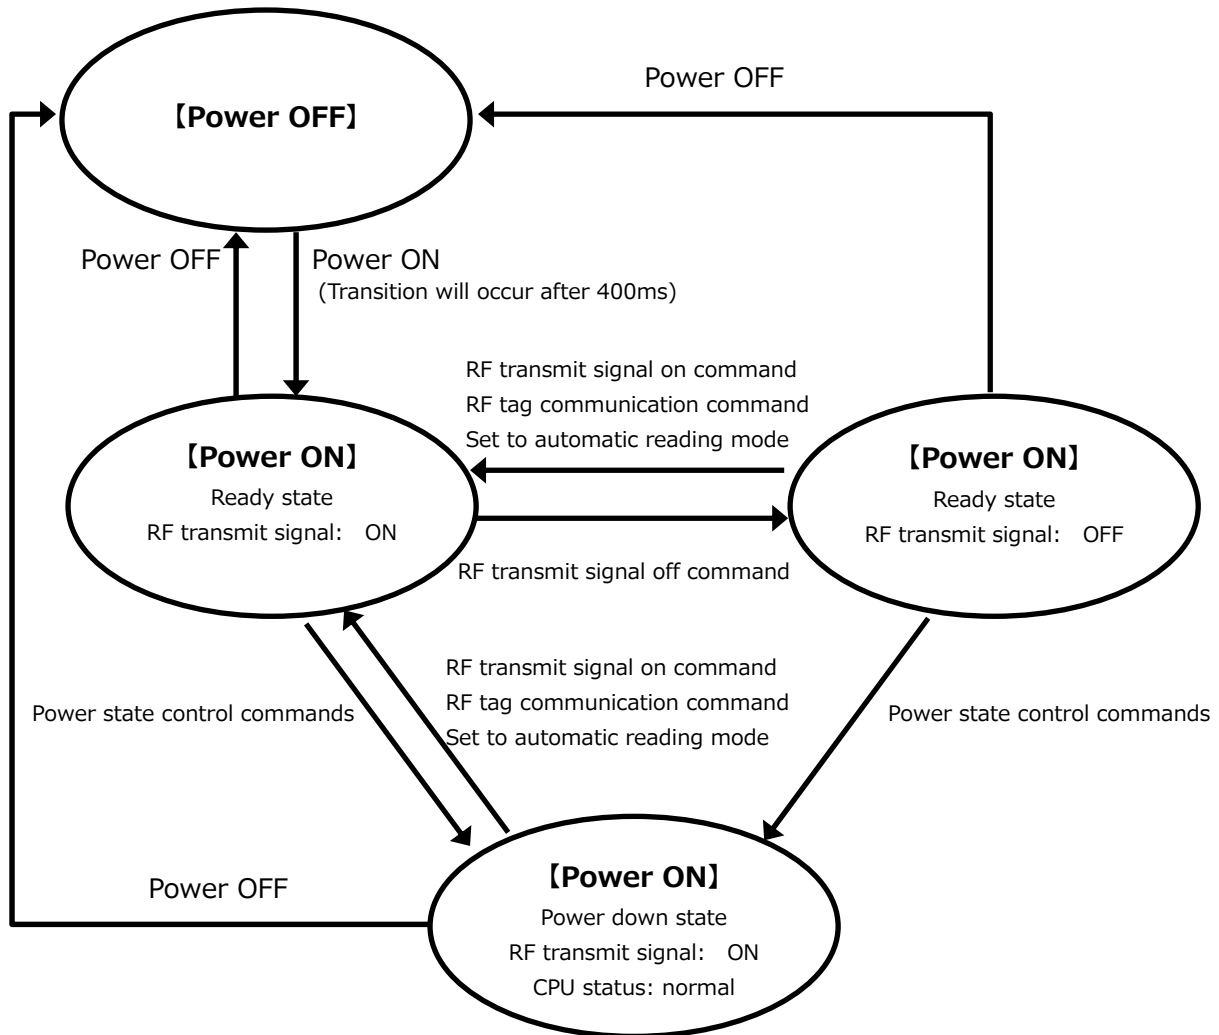 Power OFF
【Power OFF】
Power OFF
Power ON
(Transition will occur after 400ms)
RF transmit signal on command
RF tag communication command
Set to automatic reading mode
【Power ON】
Ready state
RF transmit signal: ON
【Power ON】
Ready state
RF transmit signal: OFF
RF transmit signal off command
RF transmit signal on command
RF tag communication command
Set to automatic reading mode
Power state control commands
Power state control commands
Power OFF
【Power ON】
Power down state
RF transmit signal: ON
CPU status: normal